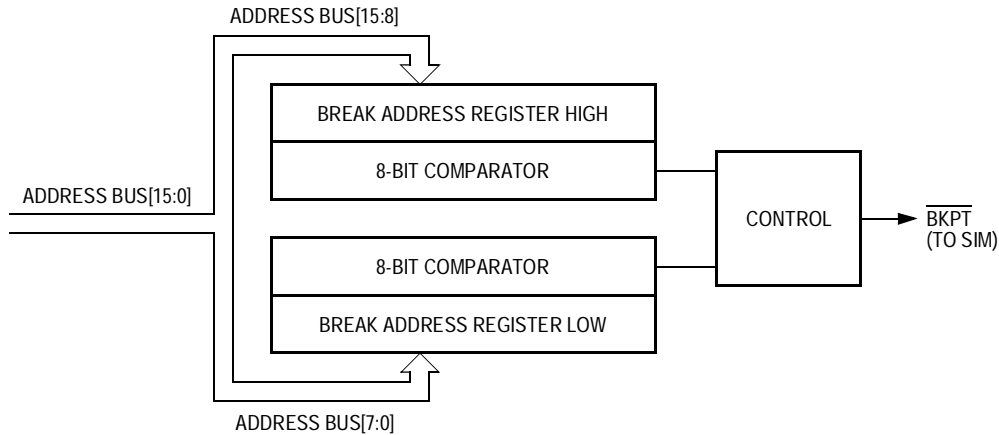 ADDRESS BUS[15:8]
BREAK ADDRESS REGISTER HIGH
8-BIT COMPARATOR
ADDRESS BUS[15:0]
CONTROL
BKPT
(TO SIM)
8-BIT COMPARATOR
BREAK ADDRESS REGISTER LOW
ADDRESS BUS[7:0]